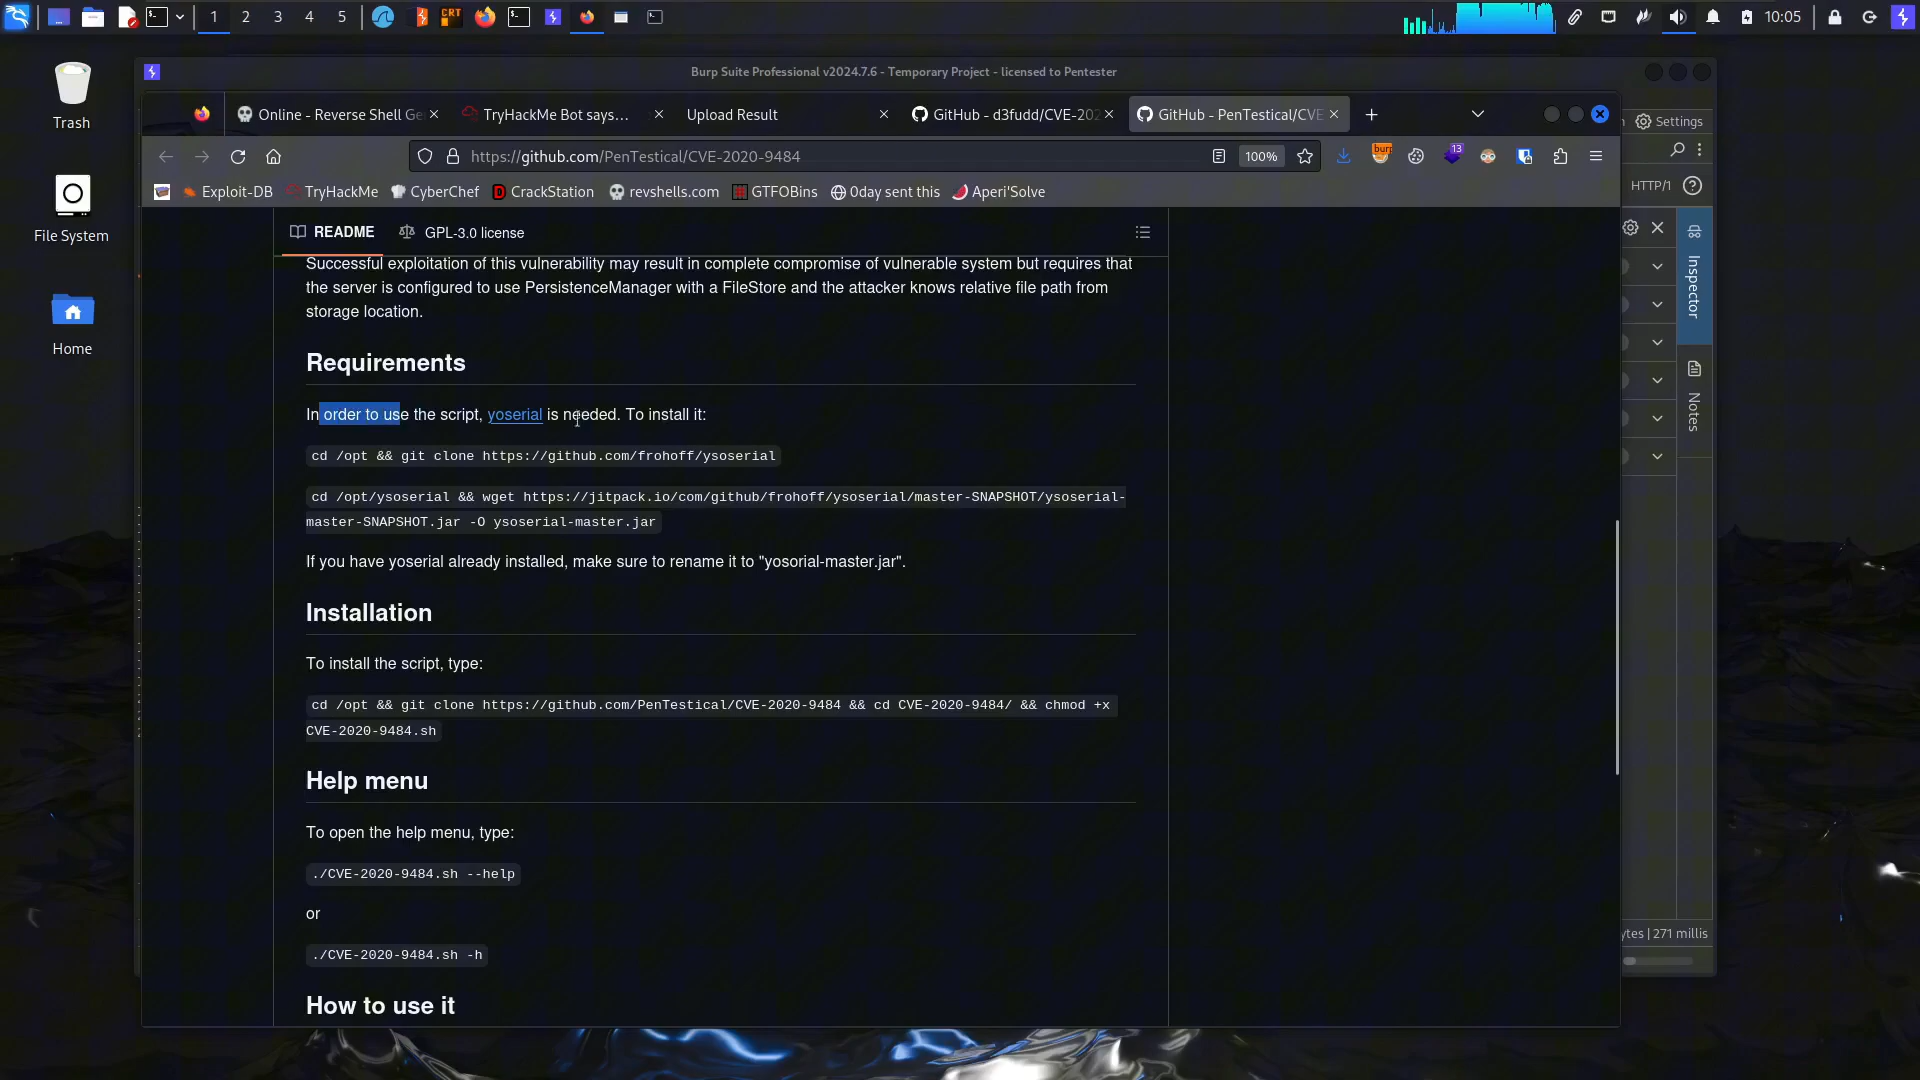 1 2 3 4 5 CRT 10:05
Trash
File System
Home
Burp Suite Professional v2024.7.6 - Temporary Project - licensed to Pentester
Online - Reverse Shell Ge
TryHackMe Bot says…
Upload Result
GitHub - d3fudd/CVE-202
GitHub - PenTestical/CVE
https://github.com/PenTestical/CVE-2020-9484
100%
burp
13
Exploit-DB TryHackMe CyberChef CrackStation revshells.com GTFOBins 0day sent this Aperi'Solve
Settings
HTTP/1
Inspector
Notes
README GPL-3.0 license
Successful exploitation of this vulnerability may result in complete compromise of vulnerable system but requires that
the server is configured to use PersistenceManager with a FileStore and the attacker knows relative file path from
storage location.
Requirements
In order to use the script, yoserial is needed. To install it:
cd /opt && git clone https://github.com/frohoff/ysoserial
cd /opt/ysoserial && wget https://jitpack.io/com/github/frohoff/ysoserial/master-SNAPSHOT/ysoserial-
master-SNAPSHOT.jar -O ysoserial-master.jar
If you have yoserial already installed, make sure to rename it to "yosorial-master.jar".
Installation
To install the script, type:
cd /opt && git clone https://github.com/PenTestical/CVE-2020-9484 && cd CVE-2020-9484/ && chmod +x
CVE-2020-9484.sh
Help menu
To open the help menu, type:
./CVE-2020-9484.sh --help
or
./CVE-2020-9484.sh -h
How to use it
ytes | 271 millis